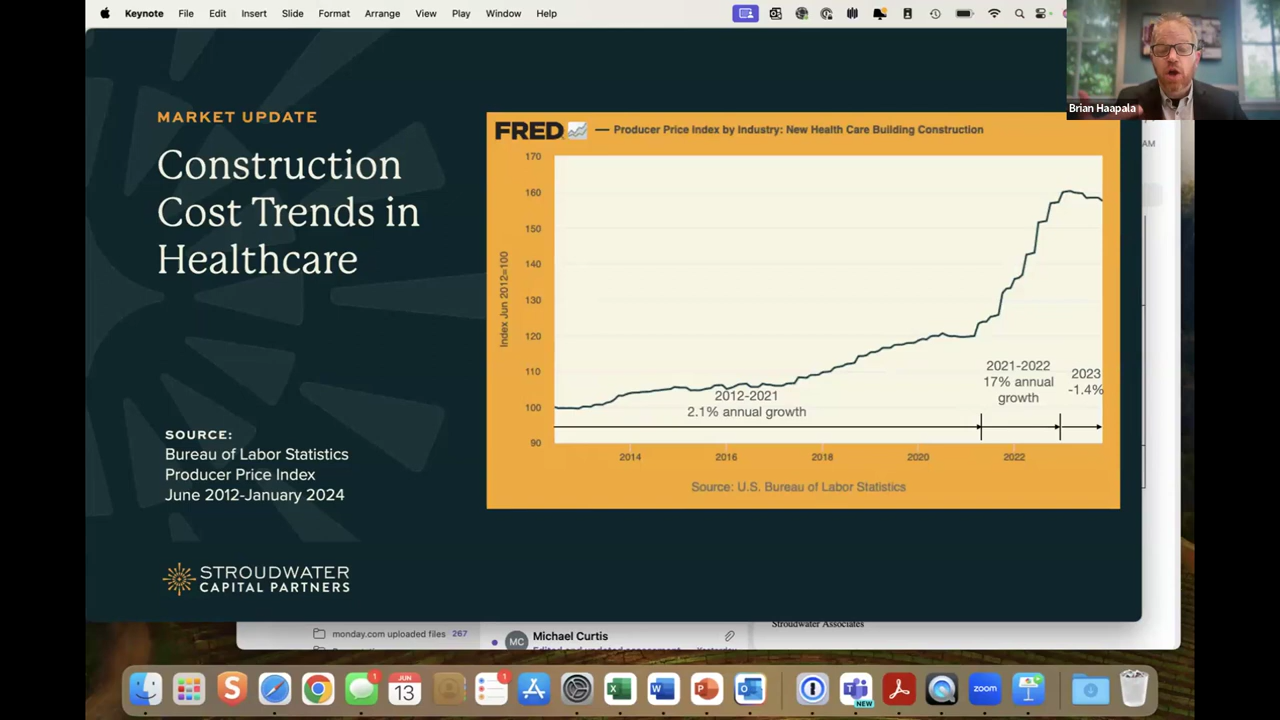 Keynote File Edit Insert Slide Format Arrange View Play Window Help
Brian Haapala
AM
MARKET UPDATE
Construction
Cost Trends in
Healthcare
SOURCE:
Bureau of Labor Statistics
Producer Price Index
June 2012-January 2024
STROUDWATER
CAPITAL PARTNERS
FRED — Producer Price Index by Industry: New Health Care Building Construction
Index Jun 2012=100
170
160
150
140
130
120
110
100
90
2012-2021
2.1% annual growth
2021-2022
17% annual
growth
2023
-1.4%
2014 2016 2018 2020 2022
Source: U.S. Bureau of Labor Statistics
monday.com uploaded files 267
MC Michael Curtis
Stroudwater Associates
JUN
13
1
1
NEW
zoom